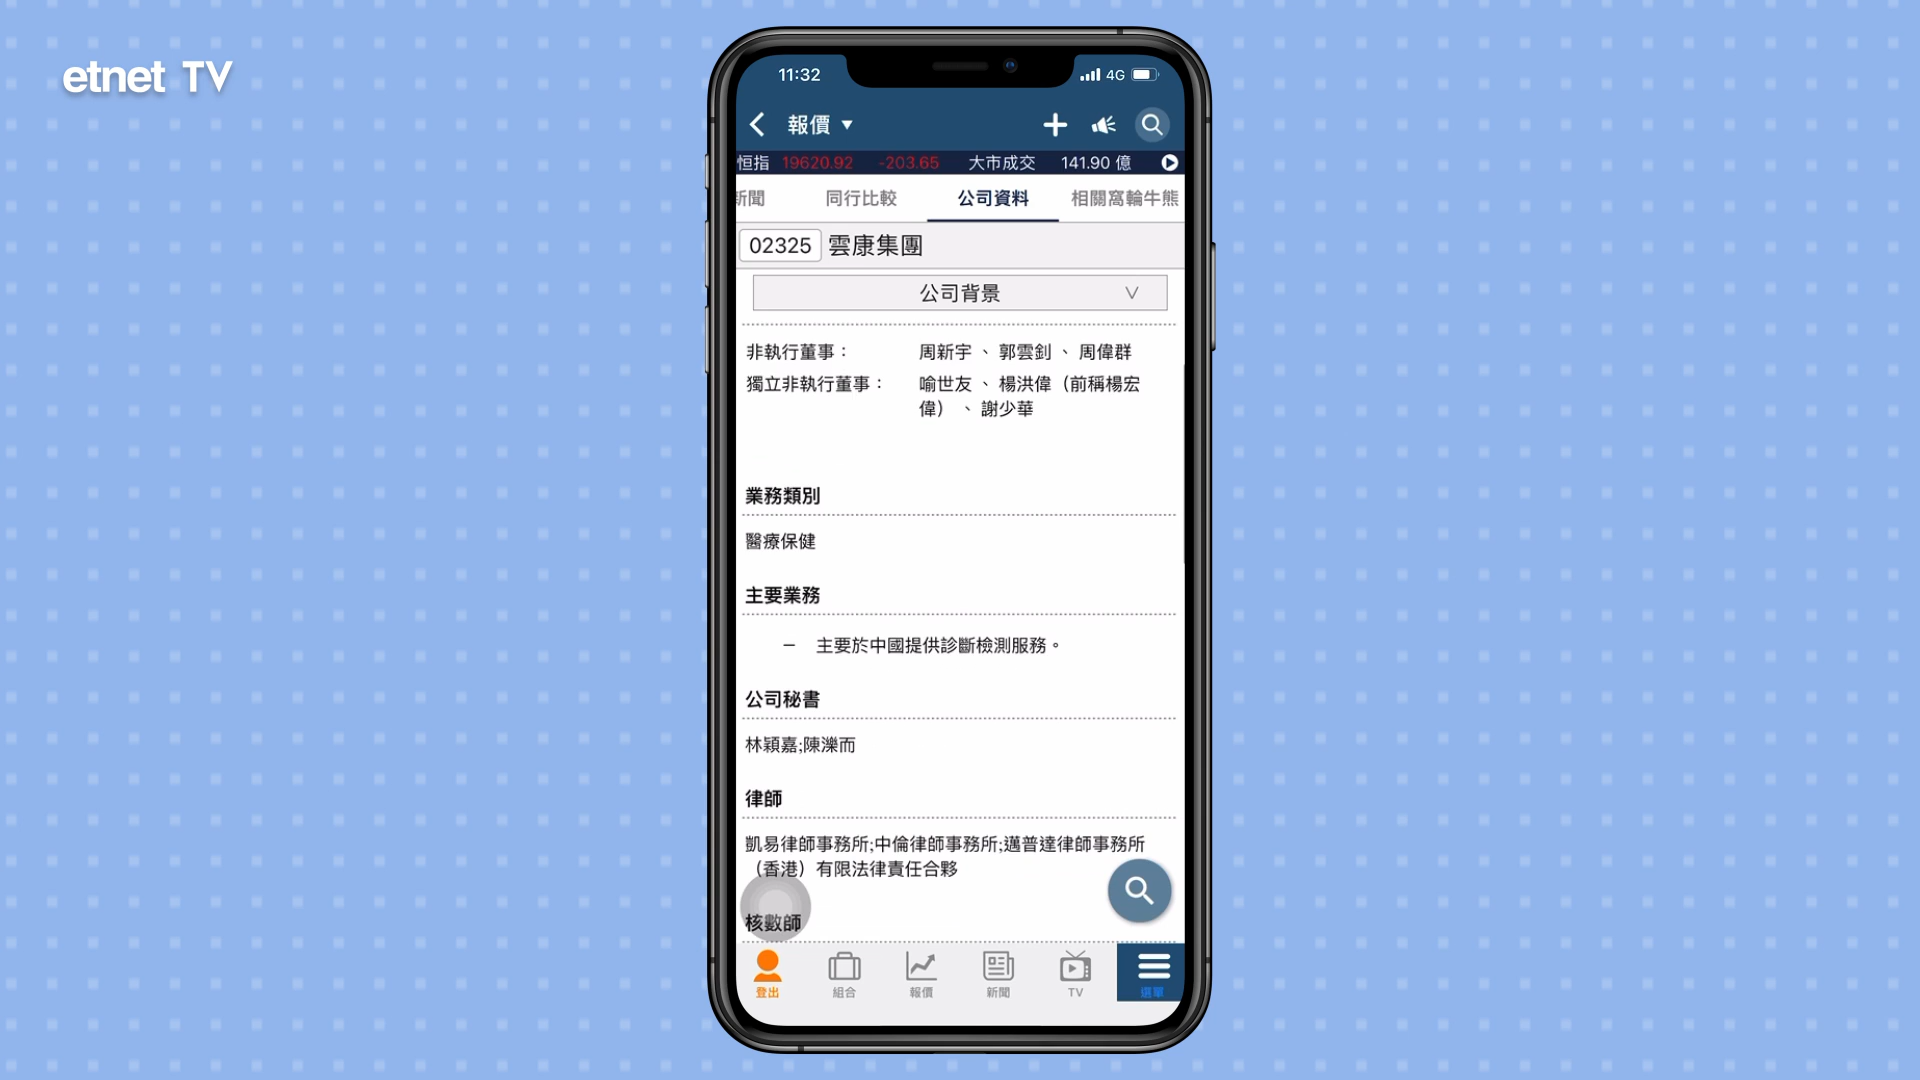 etnet TV
11:32
4G
報價
恒指 19620.92 -203.65 大市成交 141.90 億
新聞 同行比較 公司資料 相關窩輪牛熊
02325 雲康集團
公司背景
非執行董事： 周新宇 、 郭雲釗 、 周偉群
獨立非執行董事： 喻世友 、 楊洪偉（前稱楊宏
偉） 、 謝少華
業務類別
醫療保健
主要業務
– 主要於中國提供診斷檢測服務。
公司秘書
林穎嘉;陳濼而
律師
凱易律師事務所;中倫律師事務所;邁普達律師事務所
（香港）有限法律責任合夥
核數師
登出 組合 報價 新聞 TV 選單